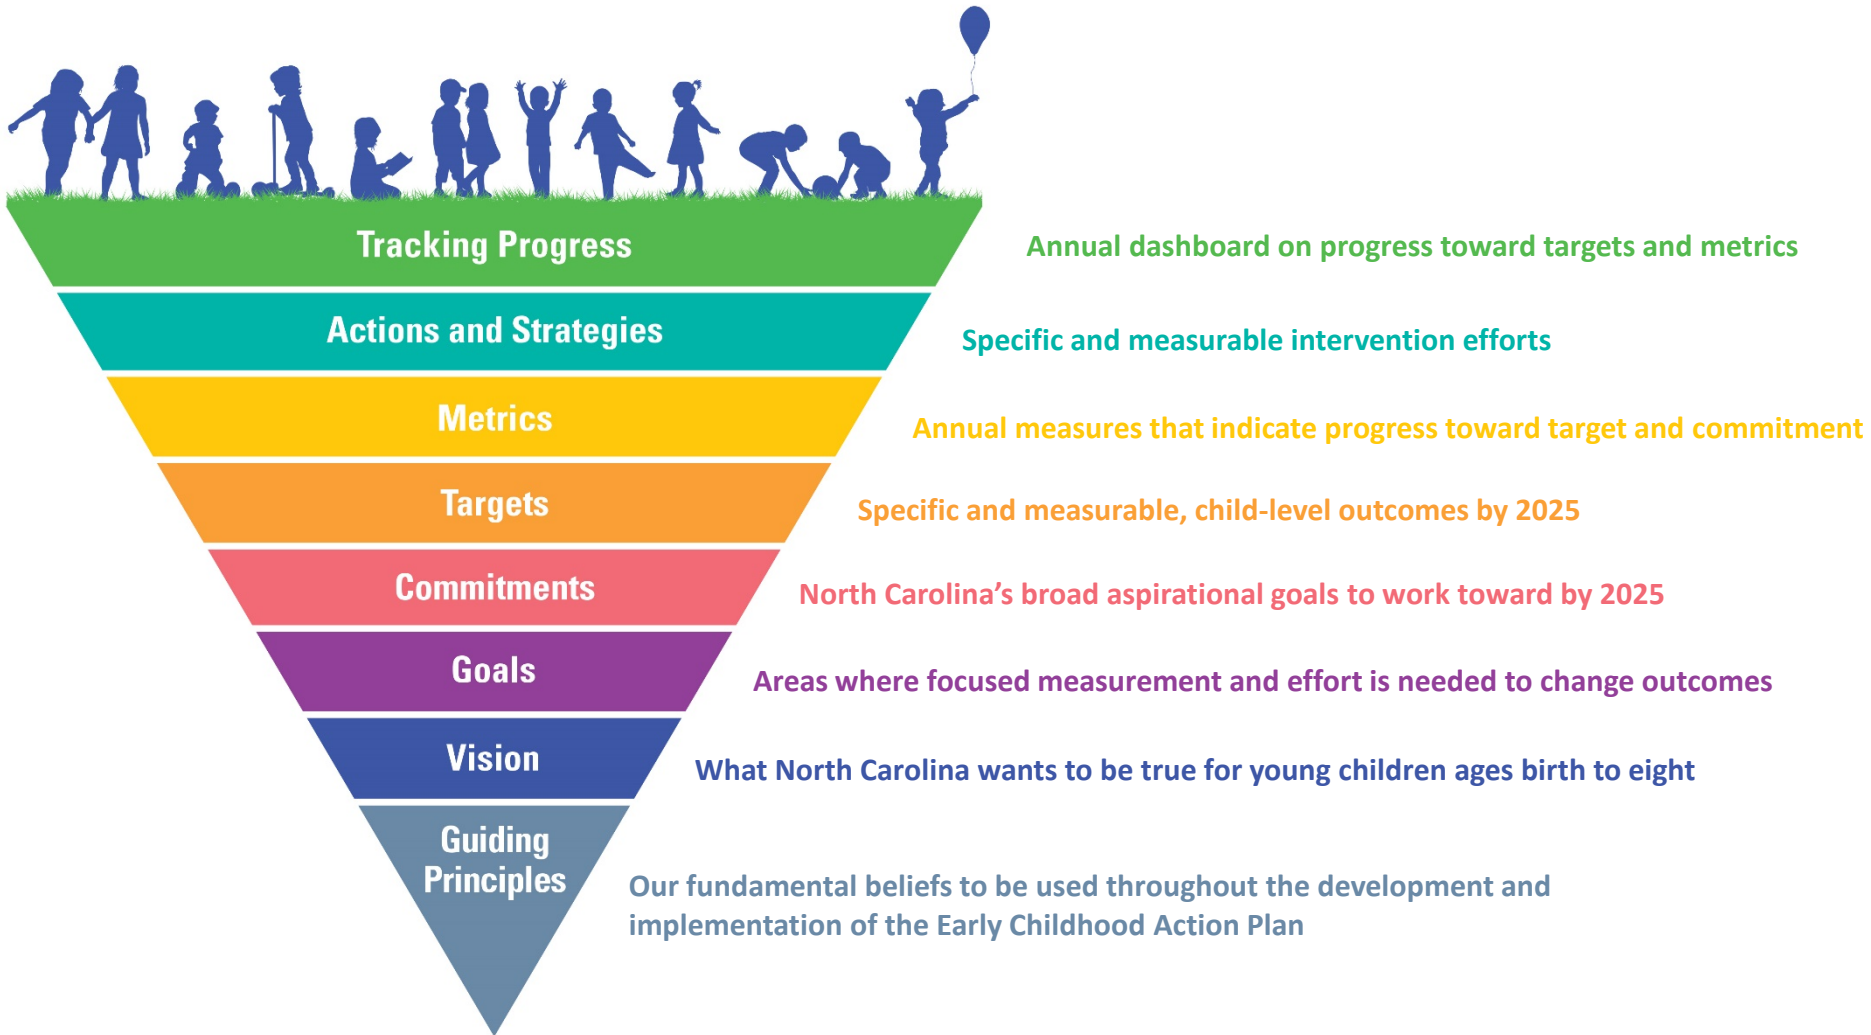 Tracking Progress
Annual dashboard on progress toward targets and metrics
Actions and Strategies
Specific and measurable intervention efforts
Metrics
Annual measures that indicate progress toward target and commitment
Targets
Specific and measurable, child-level outcomes by 2025
Commitments
North Carolina’s broad aspirational goals to work toward by 2025
Goals
Areas where focused measurement and effort is needed to change outcomes
Vision
What North Carolina wants to be true for young children ages birth to eight
Guiding
Principles
Our fundamental beliefs to be used throughout the development and
implementation of the Early Childhood Action Plan